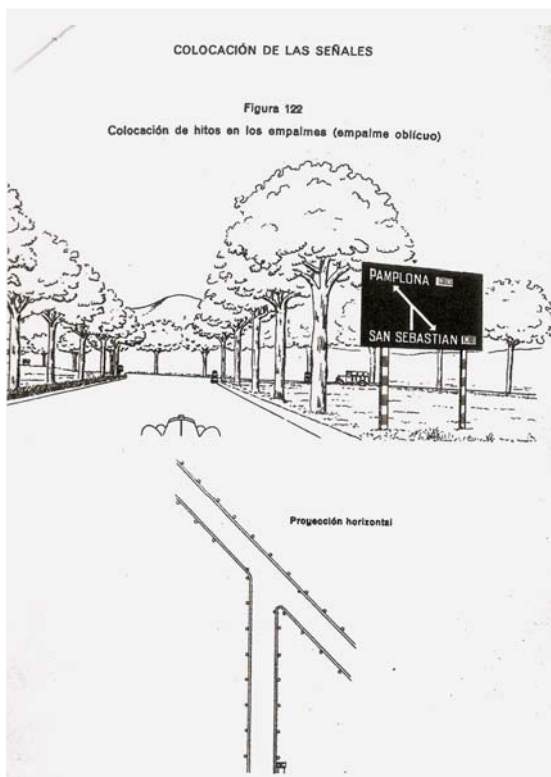 COLOCACIÓN DE LAS SEÑALES
Figura 122
Colocación de hitos en los empalmes (empalme oblícuo)
PAMPLONA
SAN SEBASTIAN
Proyección horizontal